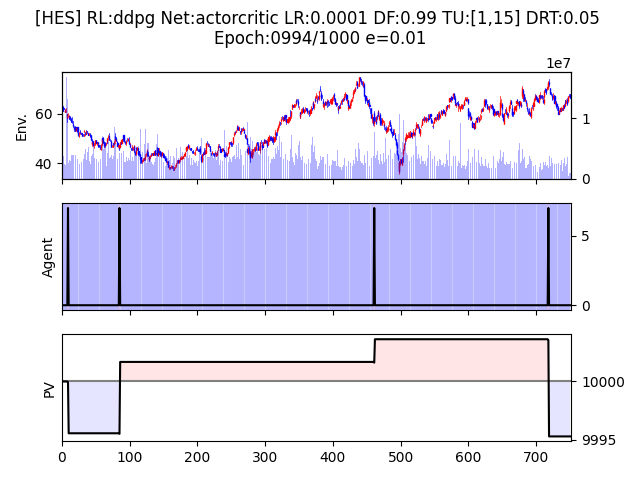 [HES] RL:ddpg Net:actorcritic LR:0.0001 DF:0.99 TU:[1,15] DRT:0.05
Epoch:0994/1000 e=0.01
1e7
Env.
60
40
1
0
Agent
5
0
PV
10000
9995
0 100 200 300 400 500 600 700